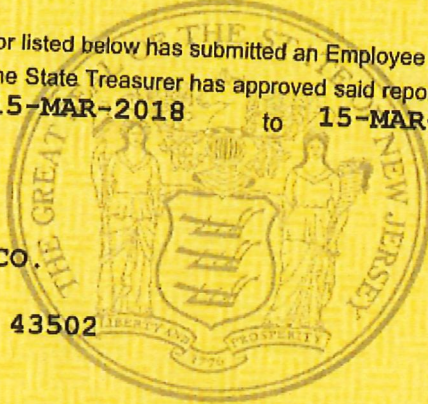 or listed below has submitted an Employee
he State Treasurer has approved said repo
15-MAR-2018 to 15-MAR-
CO.
43502
THE GREAT SEAL OF THE STATE OF NEW JERSEY
LIBERTY AND PROSPERITY
1776